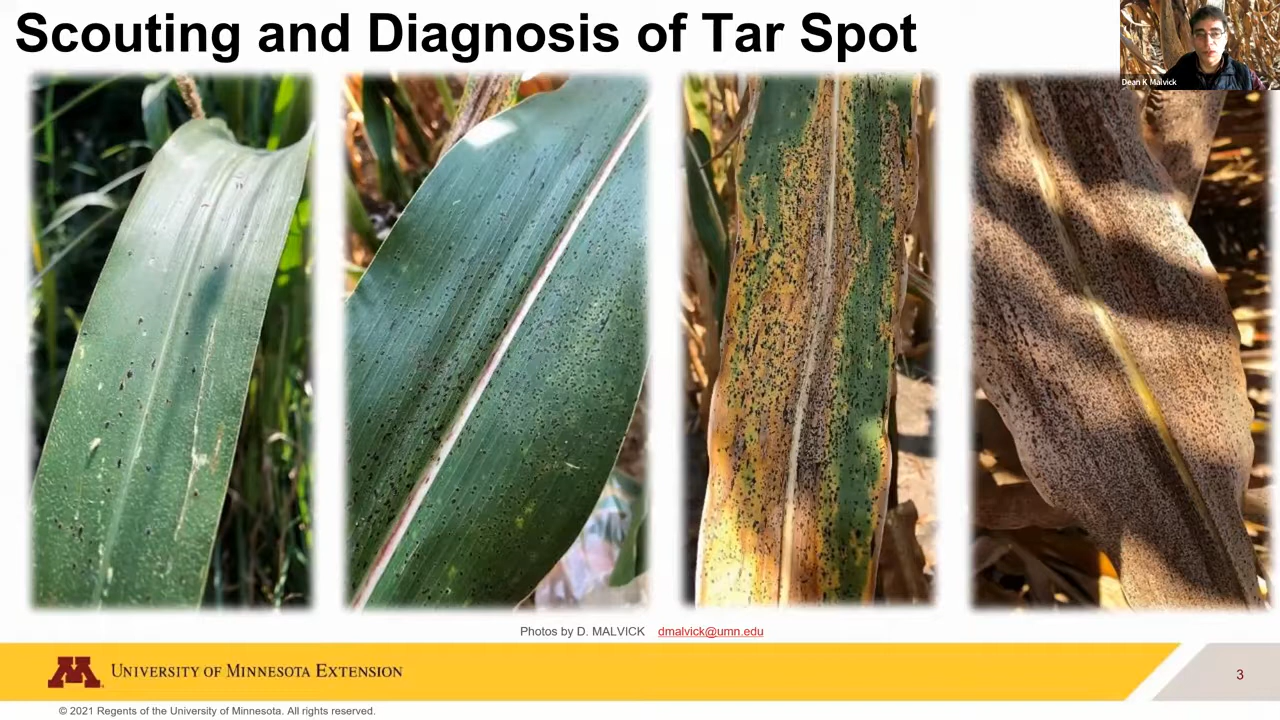 Scouting and Diagnosis of Tar Spot
Dean K Malvick
Photos by D. MALVICK dmalvick@umn.edu
M
UNIVERSITY OF MINNESOTA EXTENSION
3
© 2021 Regents of the University of Minnesota. All rights reserved.